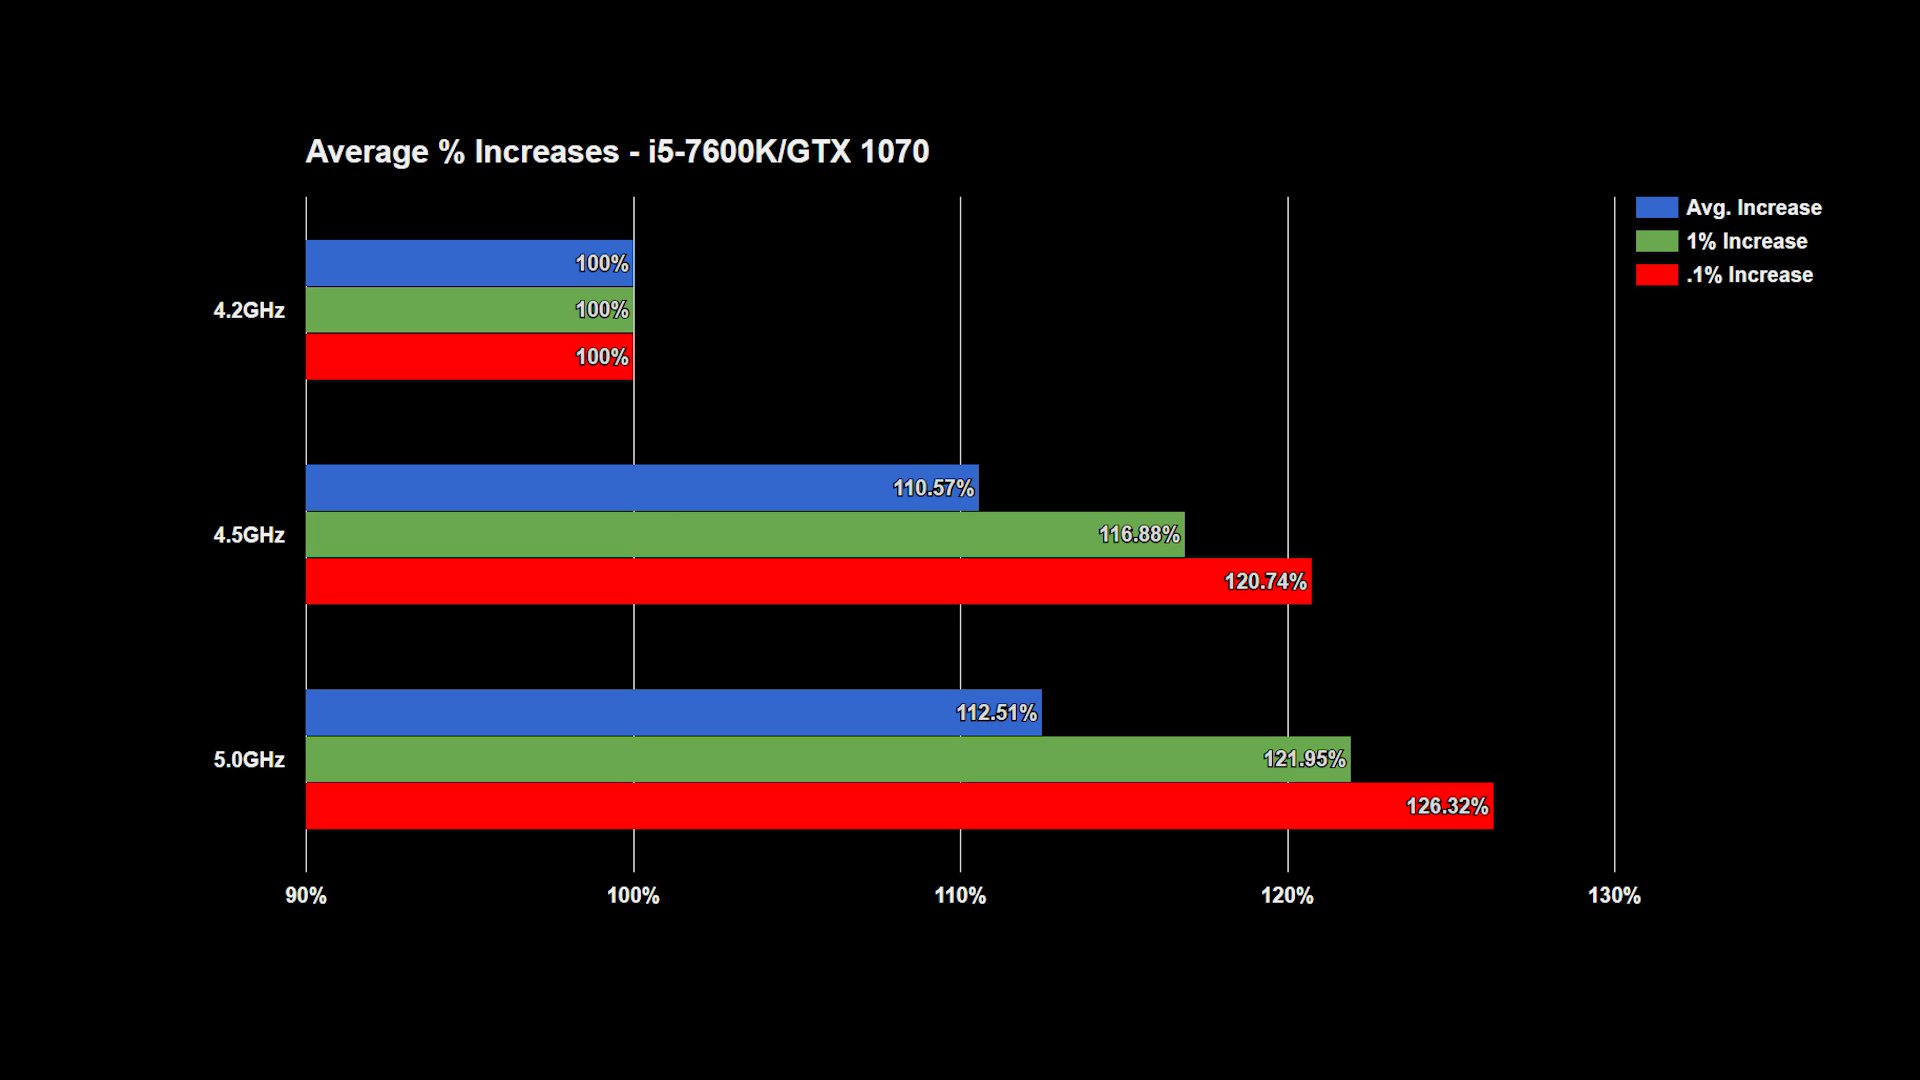 Average % Increases - i5-7600K/GTX 1070
Avg. Increase
1% Increase
.1% Increase
4.2GHz
100%
100%
100%
4.5GHz
110.57%
116.88%
120.74%
5.0GHz
112.51%
121.95%
126.32%
90% 100% 110% 120% 130%